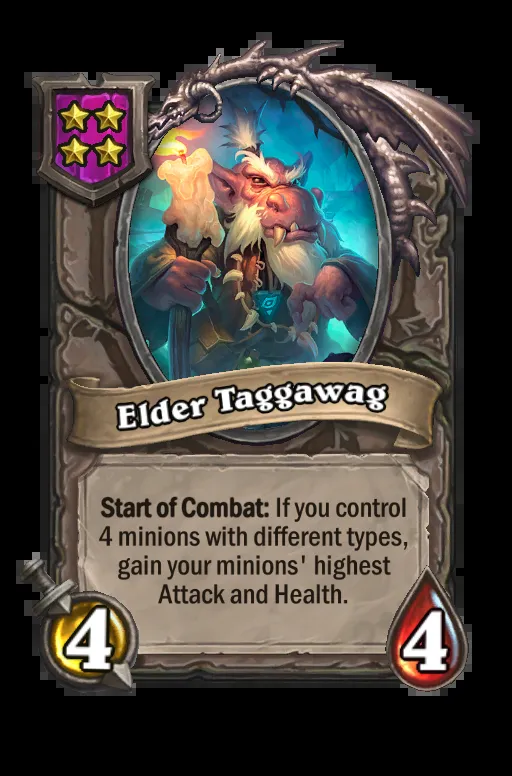 Elder Taggawag
Start of Combat: If you control
4 minions with different types,
gain your minions' highest
Attack and Health.
4
4